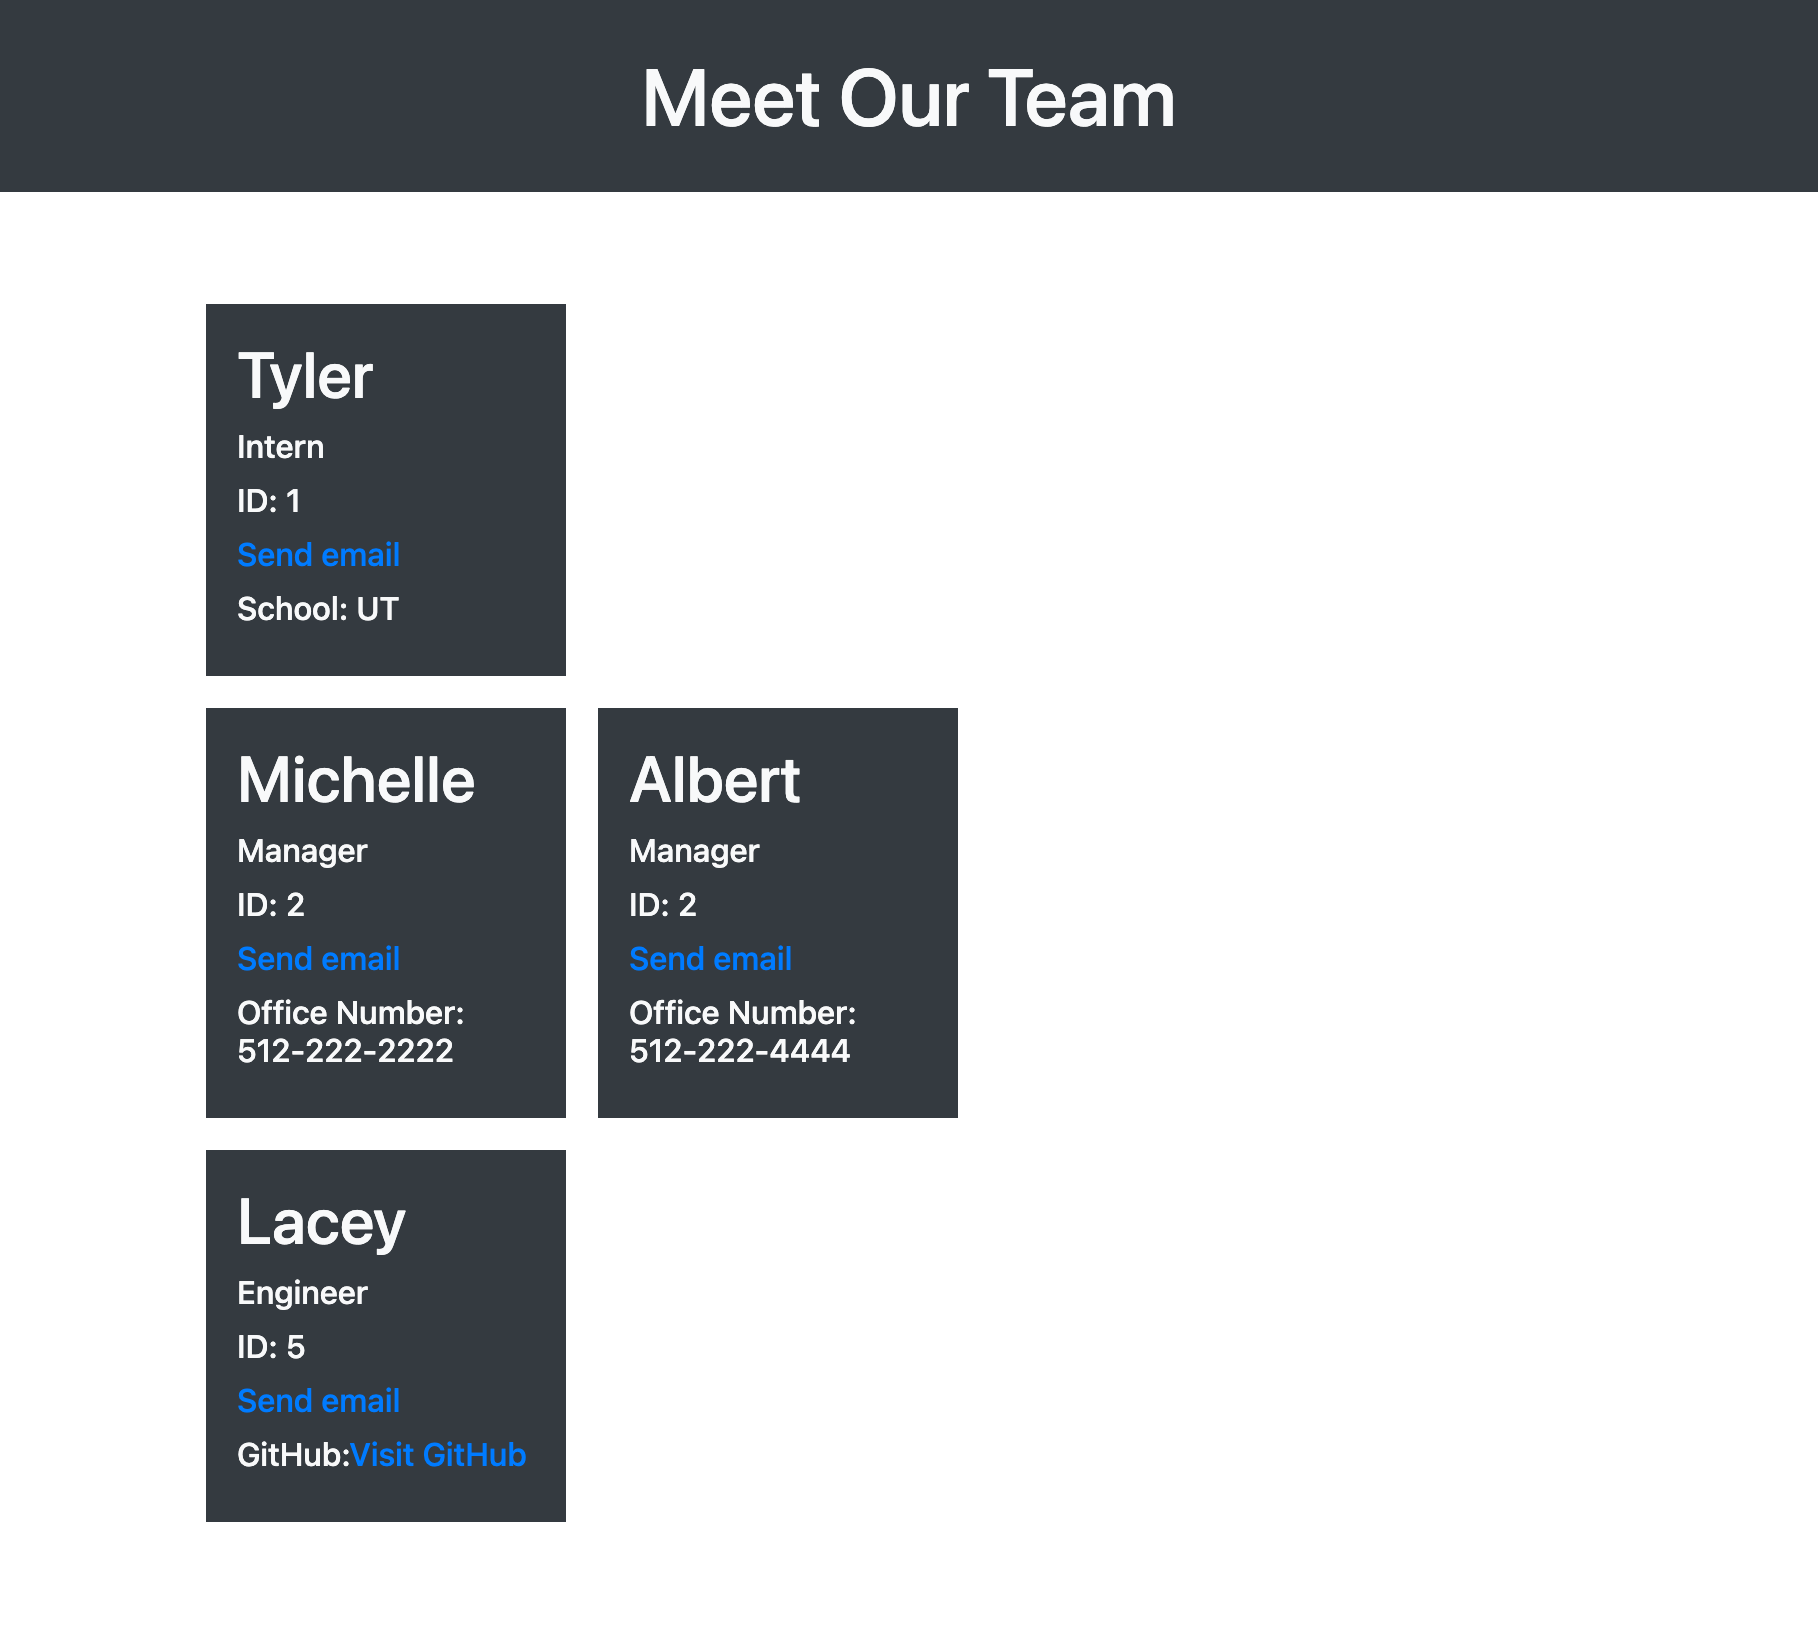 Meet Our Team
Tyler
Intern
ID: 1
Send email
School: UT
Michelle
Manager
ID: 2
Send email
Office Number:
512-222-2222
Albert
Manager
ID: 2
Send email
Office Number:
512-222-4444
Lacey
Engineer
ID: 5
Send email
GitHub:Visit GitHub